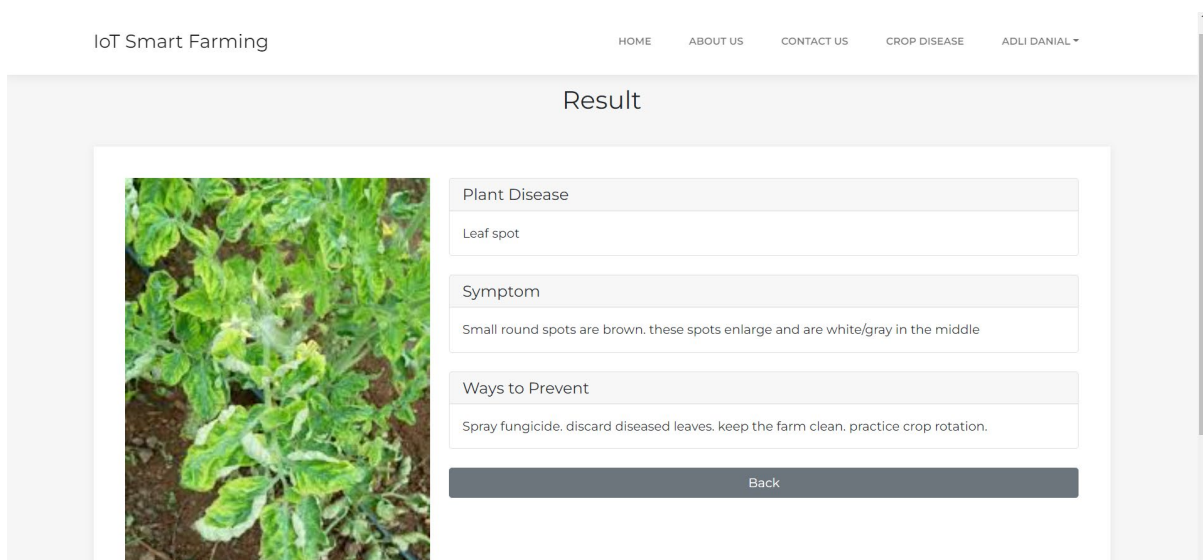 IoT Smart Farming
HOME ABOUT US CONTACT US CROP DISEASE ADLI DANIAL
Result
Plant Disease
Leaf spot
Symptom
Small round spots are brown. these spots enlarge and are white/gray in the middle
Ways to Prevent
Spray fungicide. discard diseased leaves. keep the farm clean. practice crop rotation.
Back